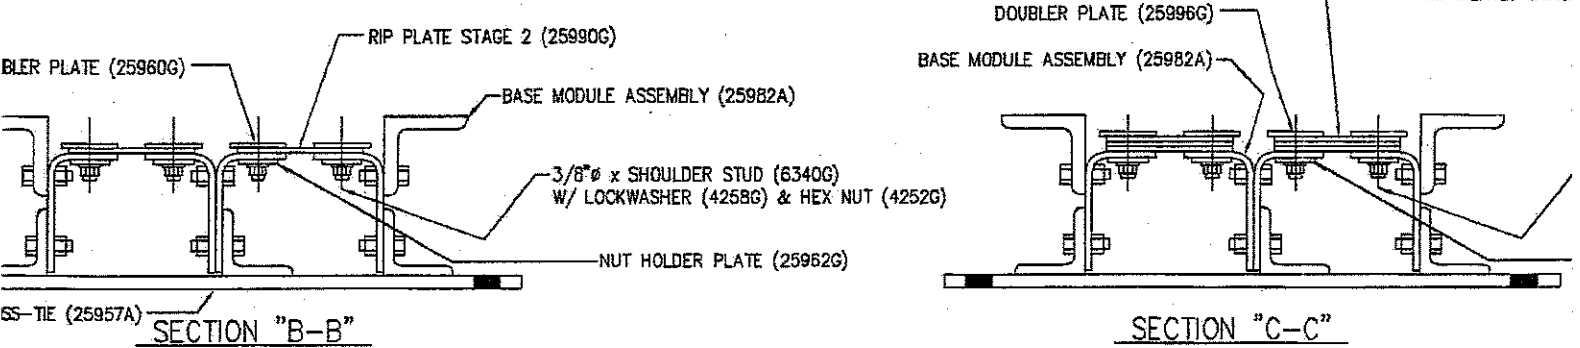 RIP PLATE STAGE 2 (25990G)
BLER PLATE (25960G)
BASE MODULE ASSEMBLY (25982A)
3/8"ø x SHOULDER STUD (6340G)
W/ LOCKWASHER (4258G) & HEX NUT (4252G)
NUT HOLDER PLATE (25962G)
SS-TIE (25957A)
SECTION "B-B"
DOUBLER PLATE (25996G)
BASE MODULE ASSEMBLY (25982A)
SECTION "C-C"